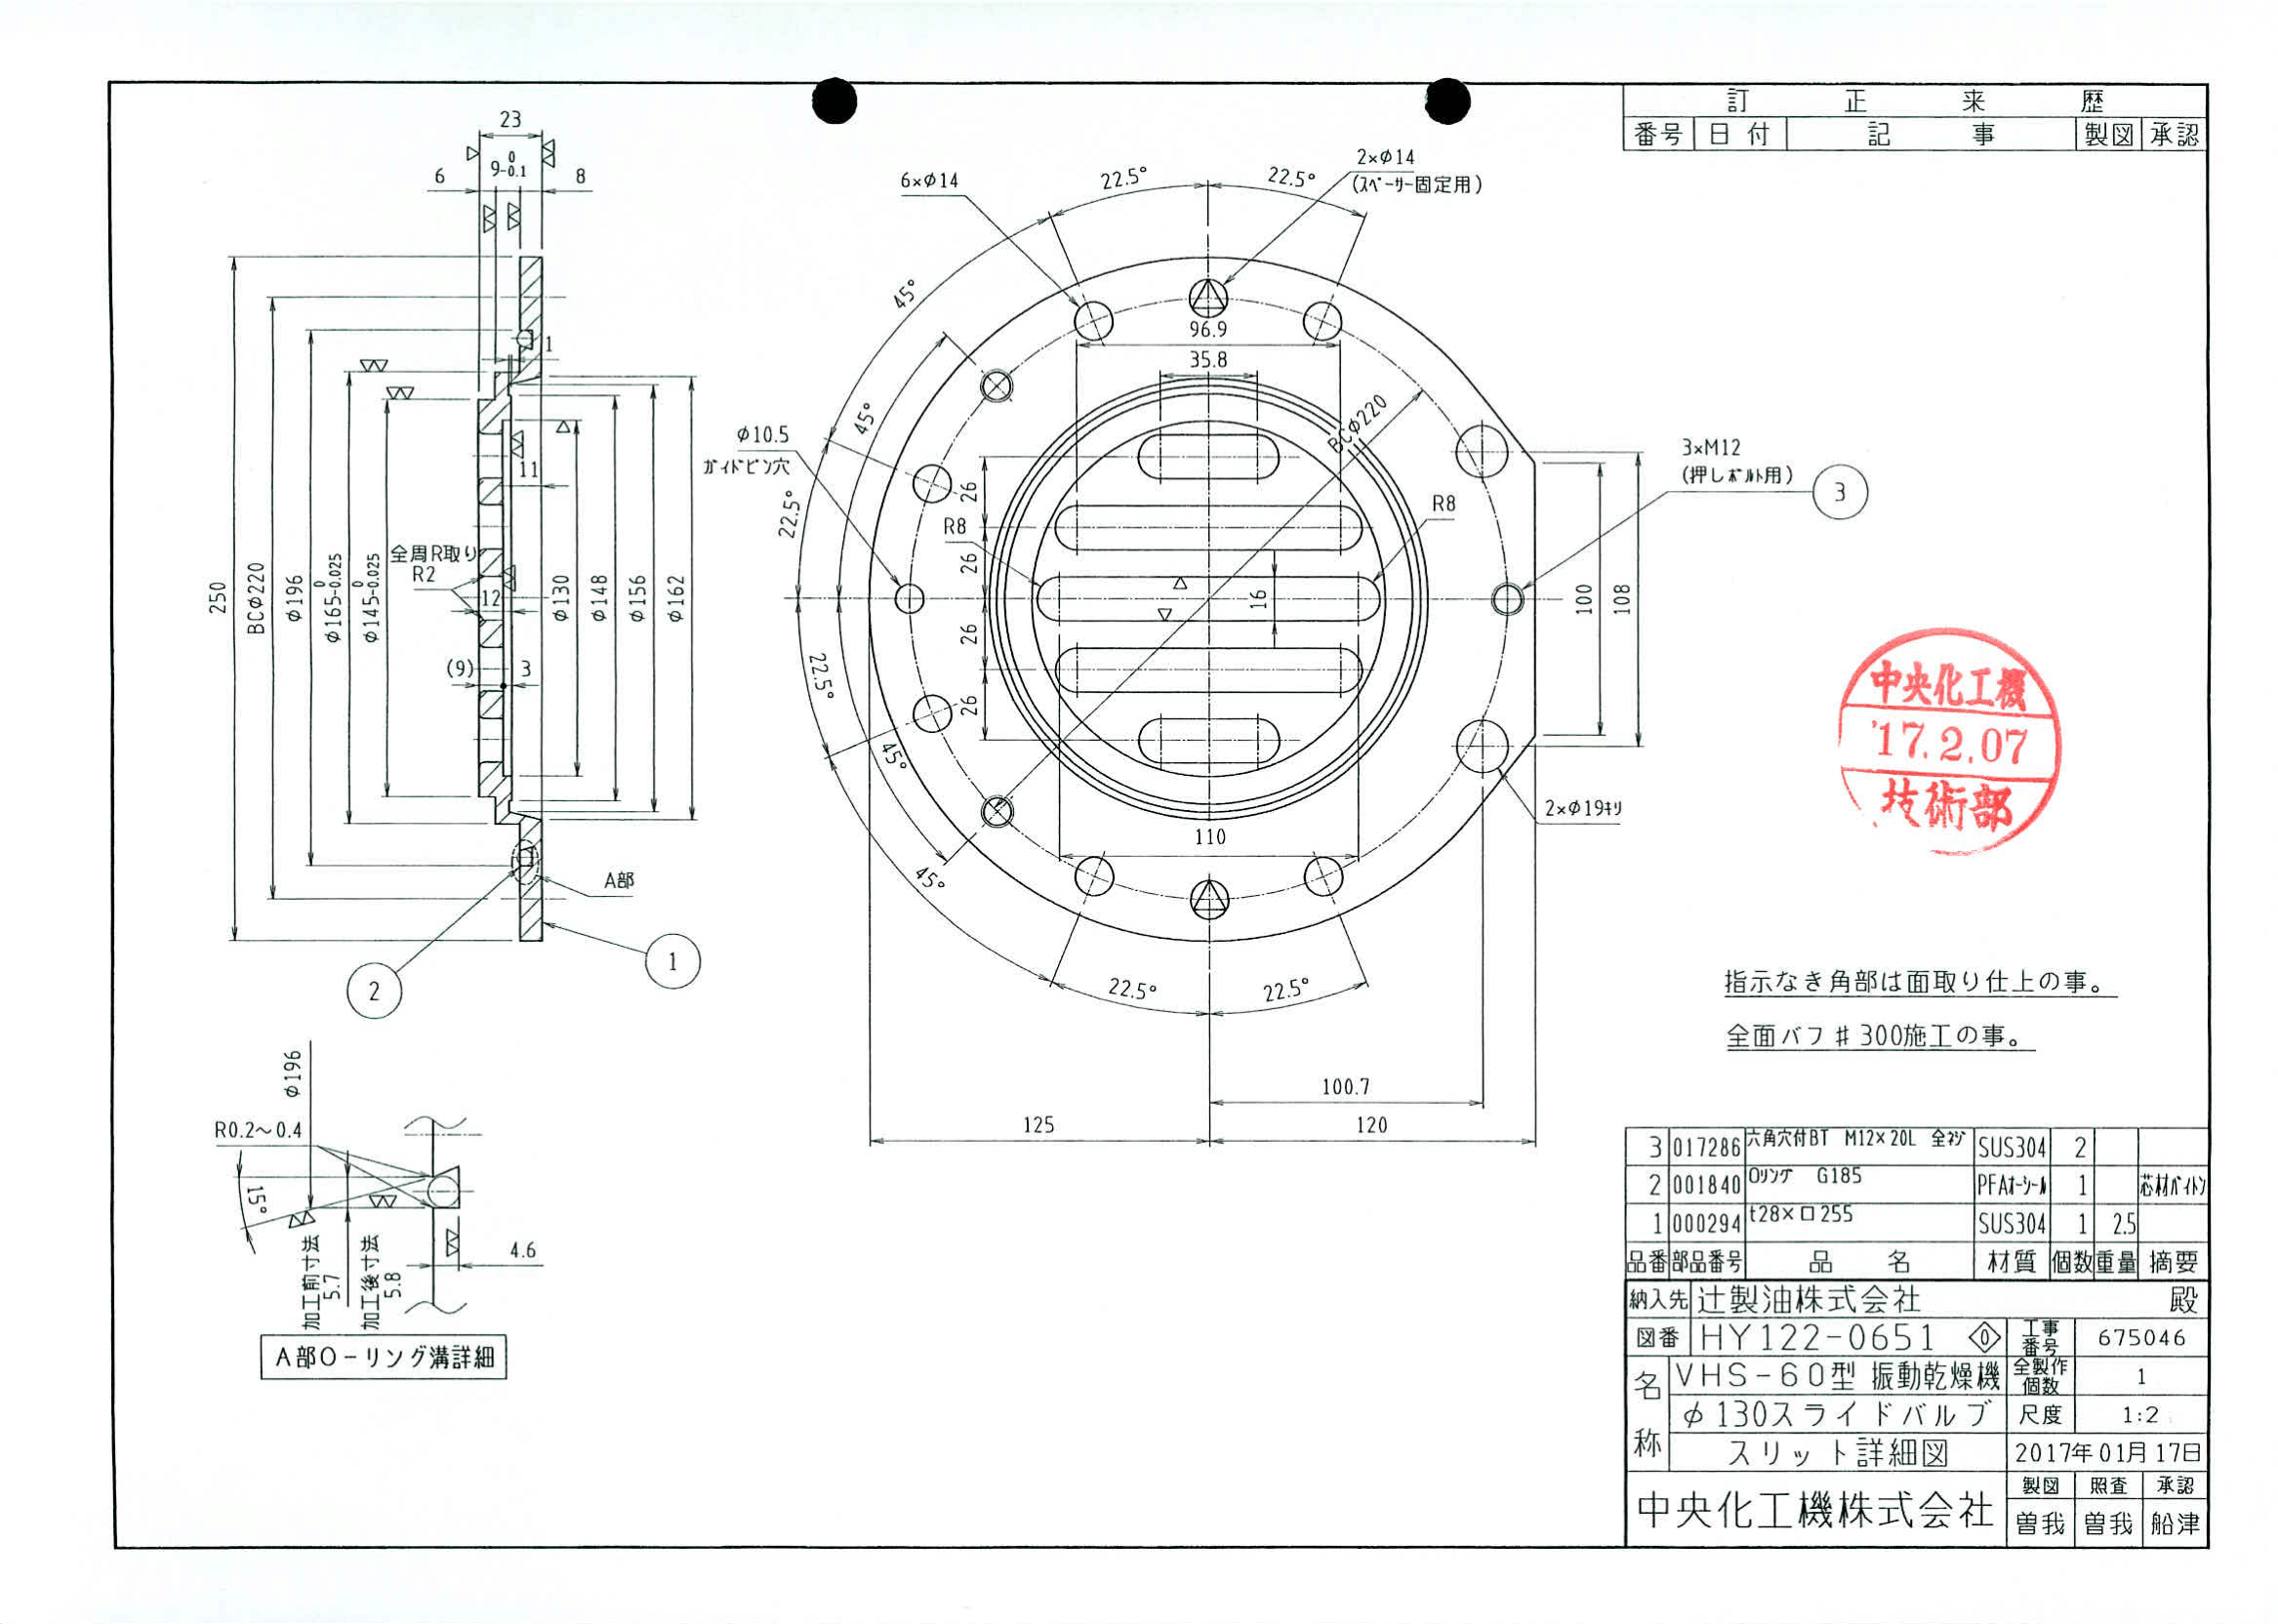 訂正来歴
番号 日付 記事 製図 承認
23
9 0 -0.1
6
8
1
11
全周R取り
R2
12
(9)
3
250
BCφ220
φ196
φ165 0 -0.025
φ145 0 -0.025
φ130
φ148
φ156
φ162
A部
1
2
6×φ14
22.5°
22.5°
2×φ14
(スペーサー固定用)
45°
45°
96.9
35.8
BCφ220
φ10.5
ガイドピン穴
22.5°
22.5°
45°
45°
26
26
26
26
R8
R8
16
3×M12
(押しボルト用)
3
100
108
2×φ19キリ
110
22.5°
22.5°
100.7
125
120
中央化工機
'17.2.07
技術部
指示なき角部は面取り仕上の事。
全面バフ#300施工の事。
φ196
R0.2~0.4
15°
加工前寸法
5.7
加工後寸法
5.8
4.6
A部O-リング溝詳細
3 017286 六角穴付BT M12×20L 全ネジ SUS304 2
2 001840 Oリング G185 PFAオーシール 1 芯材バイトン
1 000294 t28×□255 SUS304 1 2.5
品番 部品番号 品名 材質 個数 重量 摘要
納入先 辻製油株式会社 殿
図番 HY122-0651 0 工事番号 675046
名称 VHS-60型 振動乾燥機 全製作個数 1
φ130スライドバルブ 尺度 1:2
スリット詳細図 2017年01月17日
中央化工機株式会社
製図 照査 承認
曽我 曽我 船津